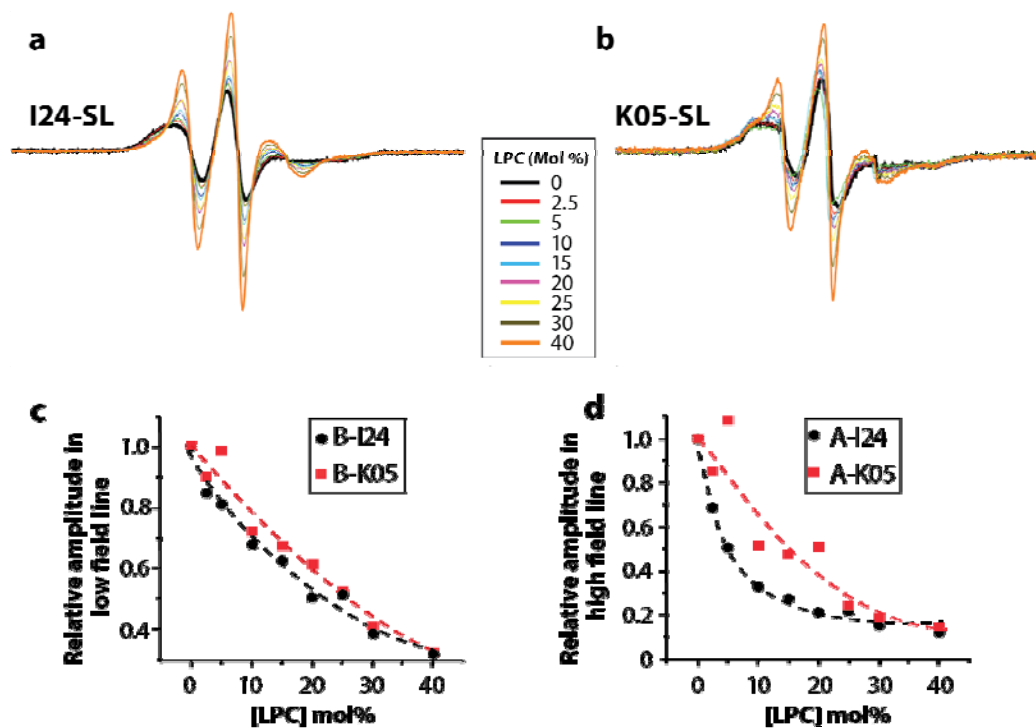 a
I24-SL
b
K05-SL
LPC (Mol %)
0
2.5
5
10
15
20
25
30
40
c
B-I24
B-K05
1.0
0.8
0.6
0.4
0 10 20 30 40
[LPC] mol%
Relative amplitude in
low field line
d
A-I24
A-K05
1.0
0.8
0.6
0.4
0.2
0
0 10 20 30 40
[LPC] mol%
Relative amplitude in
high field line